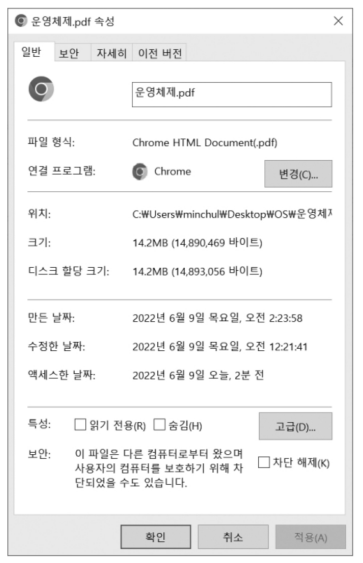 운영체제.pdf 속성
일반 보안 자세히 이전 버전
운영체제.pdf
파일 형식: Chrome HTML Document(.pdf)
연결 프로그램: Chrome 변경(C)...
위치: C:₩Users₩minchul₩Desktop₩OS₩운영체제
크기: 14.2MB (14,890,469 바이트)
디스크 할당 크기: 14.2MB (14,893,056 바이트)
만든 날짜: 2022년 6월 9일 목요일, 오전 2:23:58
수정한 날짜: 2022년 6월 9일 목요일, 오전 12:21:41
액세스한 날짜: 2022년 6월 9일 오늘, 2분 전
특성: 읽기 전용(R) 숨김(H) 고급(D)...
보안: 이 파일은 다른 컴퓨터로부터 왔으며
사용자의 컴퓨터를 보호하기 위해 차
단되었을 수도 있습니다.
차단 해제(K)
확인 취소 적용(A)